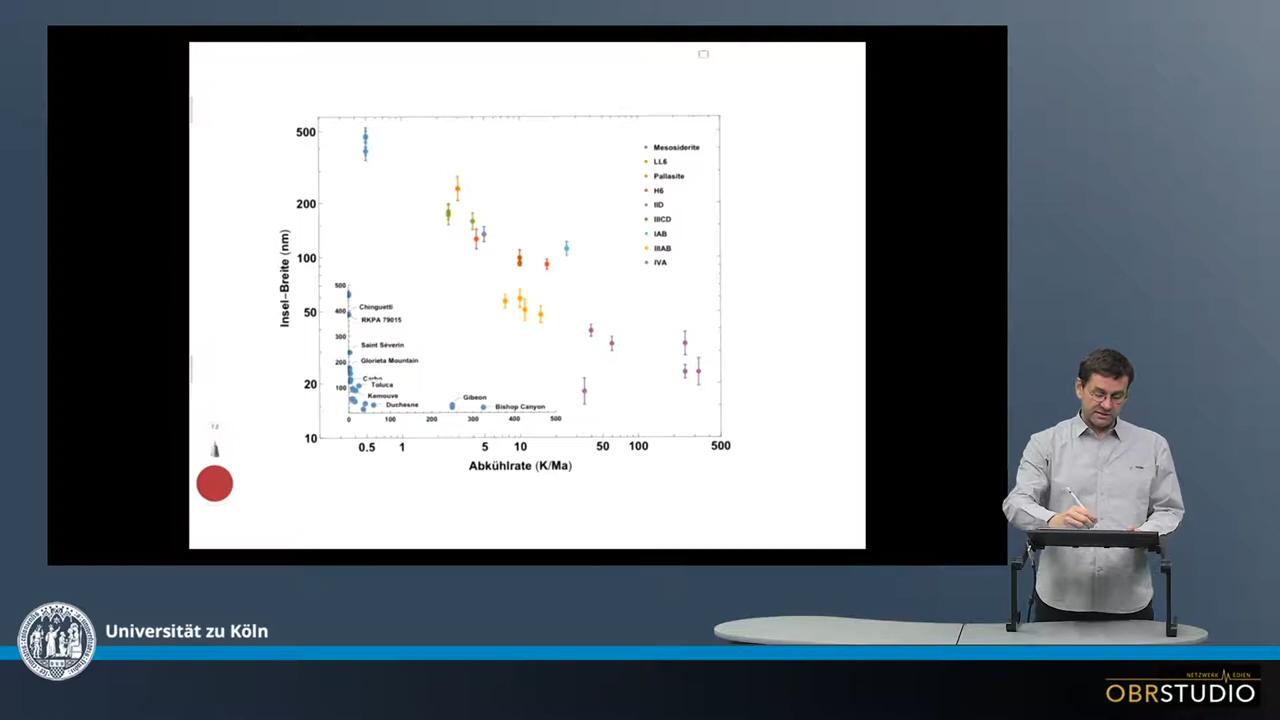 500
200
100
50
20
10
Insel-Breite (nm)
Mesosiderite
LL6
Pallasite
H6
IID
IIICD
IAB
IIIAB
IVA
500
400
300
200
100
Chinguetti
RKPA 79015
Saint Séverin
Glorieta Mountain
Carbo
Toluca
Kernouve
Duchesne
Gibeon
Bishop Canyon
0 100 200 300 400 500
0.5 1 5 10 50 100 500
Abkühlrate (K/Ma)
Universität zu Köln
NETZWERK MEDIEN
OBRSTUDIO